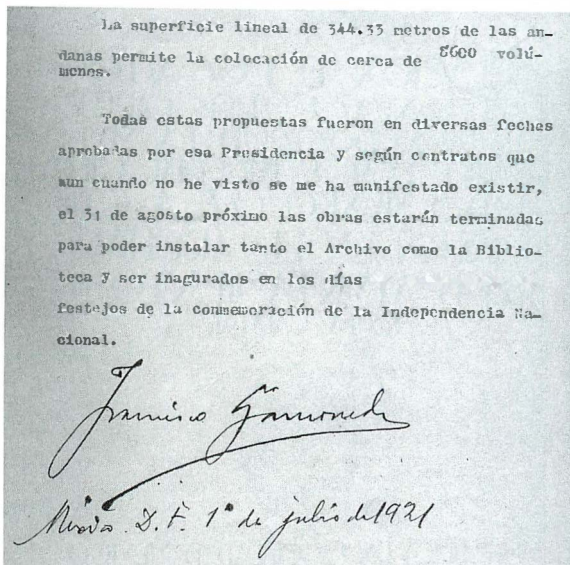 La superficie lineal de 344.33 metros de las an-
danas permite la colocación de cerca de 8600 volú-
menes.
Todas estas propuestas fueron en diversas fechas
aprobadas por esa Presidencia y según contratos que
aun cuando no he visto se me ha manifestado existir,
el 31 de agosto próximo las obras estarán terminadas
para poder instalar tanto el Archivo como la Biblio-
teca y ser inagurados en los días
festejos de la conmemoración de la Independencia Na-
cional.
Francisco Gamoneda
México D.F. 1º de julio de 1921